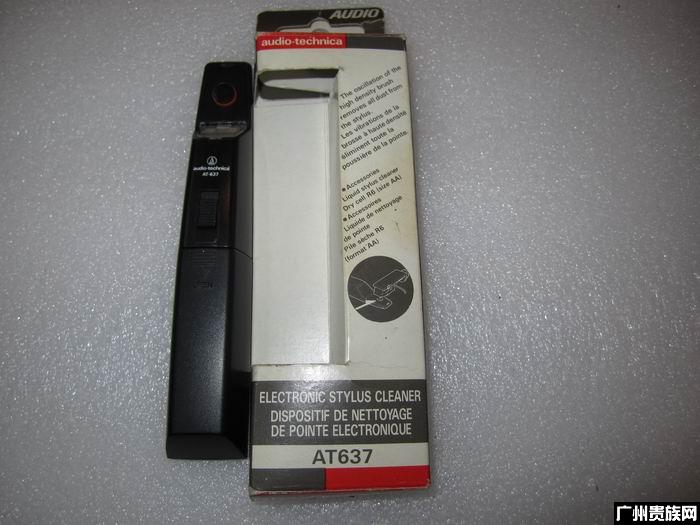 AUDIO
audio-technica
The oscillation of the
high density brush
removes all dust from
the stylus.
Les vibrations de la
brosse à haute densité
éliminent toute la
poussière de la pointe.
• Accessories
Liquid stylus cleaner
Dry cell R6 (size AA)
• Accessoires
Liquide de nettoyage
de pointe
Pile sèche R6
(format AA)
audio-technica
AT-637
OPEN
ELECTRONIC STYLUS CLEANER
DISPOSITIF DE NETTOYAGE
DE POINTE ELECTRONIQUE
AT637
广州贵族网